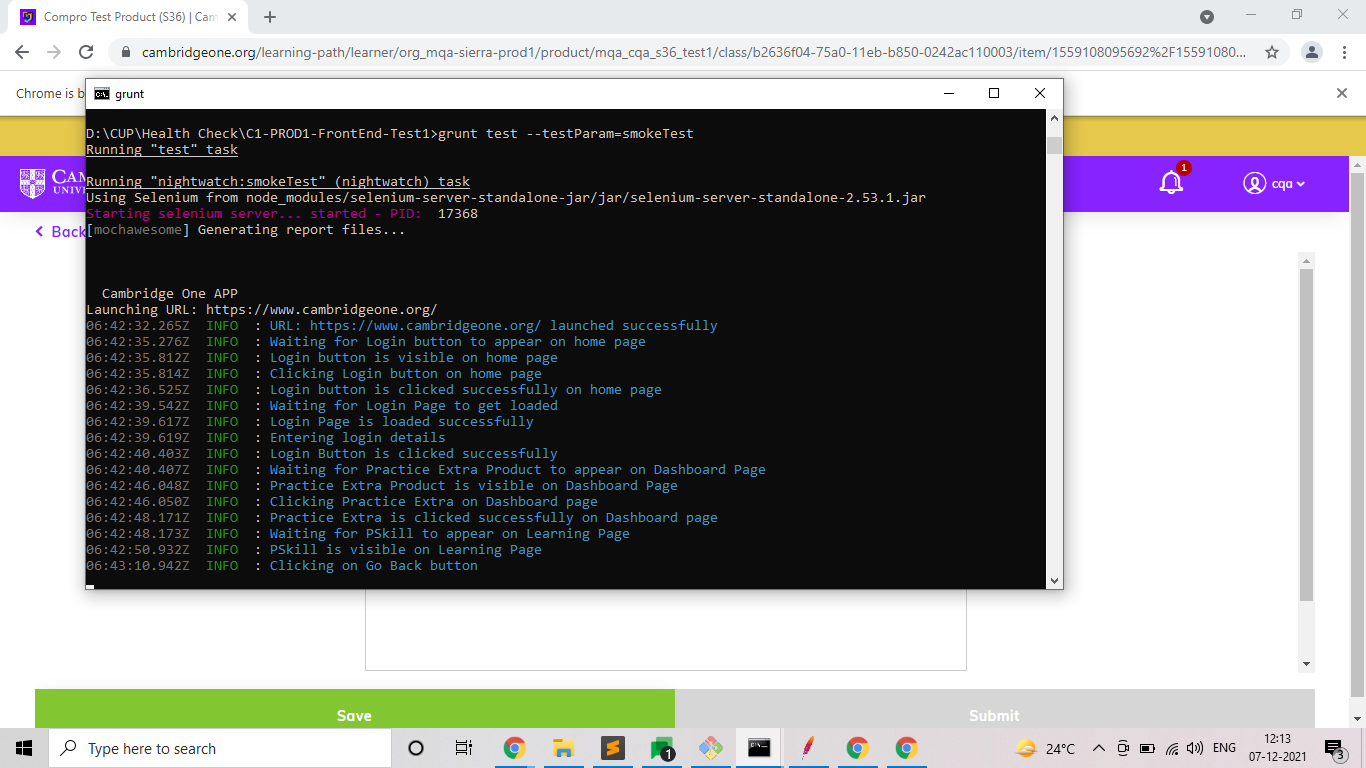 Compro Test Product (S36) | Cam
cambridgeone.org/learning-path/learner/org_mqa-sierra-prod1/product/mqa_cqa_s36_test1/class/b2636f04-75a0-11eb-b850-0242ac110003/item/1559108095692%2F15591080...
Chrome is b
grunt
D:\CUP\Health Check\C1-PROD1-FrontEnd-Test1>grunt test --testParam=smokeTest
Running "test" task
Running "nightwatch:smokeTest" (nightwatch) task
Using Selenium from node_modules/selenium-server-standalone-jar/jar/selenium-server-standalone-2.53.1.jar
Starting selenium server... started - PID:  17368
[mochawesome] Generating report files...
CAM
UNIVE
1
cqa
Back
Cambridge One APP
Launching URL: https://www.cambridgeone.org/
06:42:32.265Z  INFO  : URL: https://www.cambridgeone.org/ launched successfully
06:42:35.276Z  INFO  : Waiting for Login button to appear on home page
06:42:35.812Z  INFO  : Login button is visible on home page
06:42:35.814Z  INFO  : Clicking Login button on home page
06:42:36.525Z  INFO  : Login button is clicked successfully on home page
06:42:39.542Z  INFO  : Waiting for Login Page to get loaded
06:42:39.617Z  INFO  : Login Page is loaded successfully
06:42:39.619Z  INFO  : Entering login details
06:42:40.403Z  INFO  : Login Button is clicked successfully
06:42:40.407Z  INFO  : Waiting for Practice Extra Product to appear on Dashboard Page
06:42:46.048Z  INFO  : Practice Extra Product is visible on Dashboard Page
06:42:46.050Z  INFO  : Clicking Practice Extra on Dashboard page
06:42:48.171Z  INFO  : Practice Extra is clicked successfully on Dashboard page
06:42:48.173Z  INFO  : Waiting for PSkill to appear on Learning Page
06:42:50.932Z  INFO  : PSkill is visible on Learning Page
06:43:10.942Z  INFO  : Clicking on Go Back button
Save
Submit
Type here to search
1
24°C
ENG
12:13
07-12-2021
3